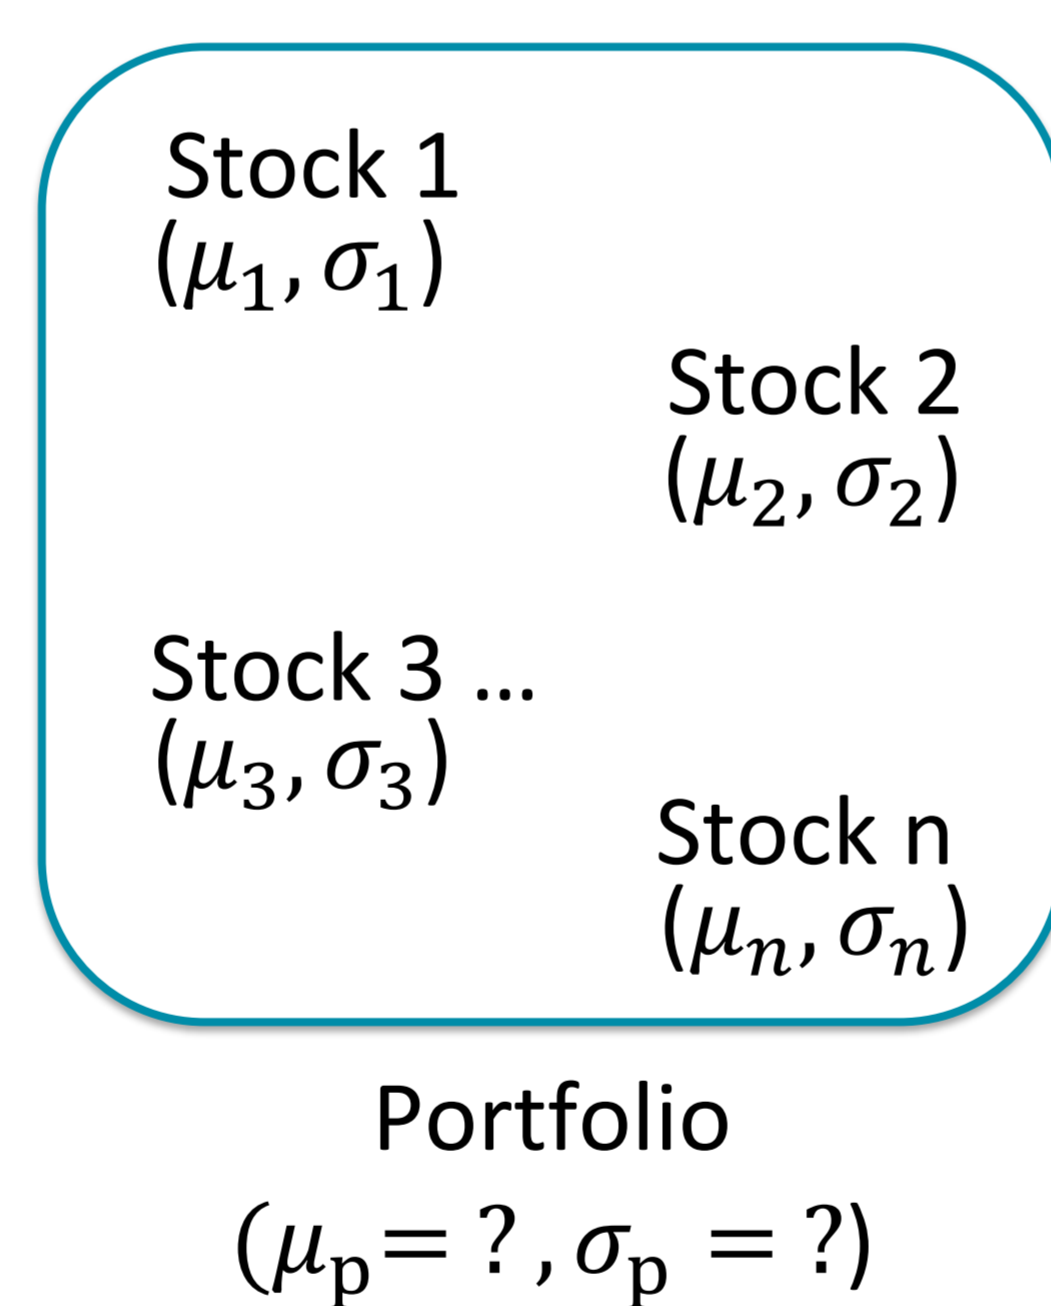 Stock 1
(μ₁, σ₁)
Stock 2
(μ₂, σ₂)
Stock 3 ...
(μ₃, σ₃)
Stock n
(μₙ, σₙ)
Portfolio
(μₚ= ? , σₚ = ?)